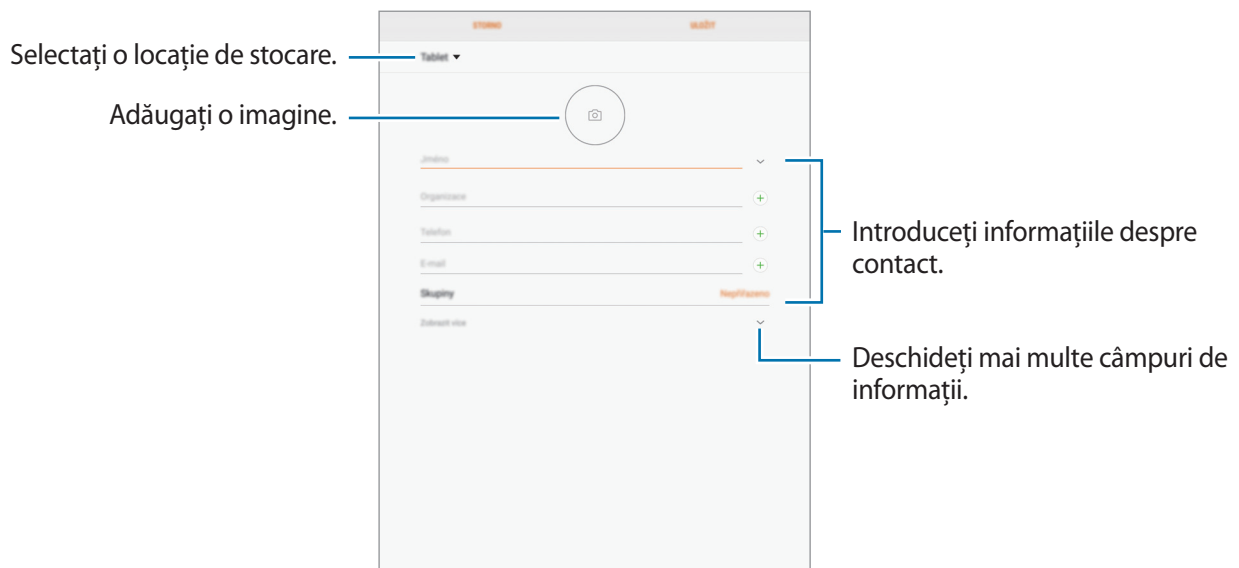 STORNO
ULOŽIT
Selectați o locație de stocare.
Tablet
Adăugați o imagine.
Jméno
Organizace
Telefon
E-mail
Introduceți informațiile despre
contact.
Skupiny
Nepřiřazeno
Zobrazit více
Deschideți mai multe câmpuri de
informații.